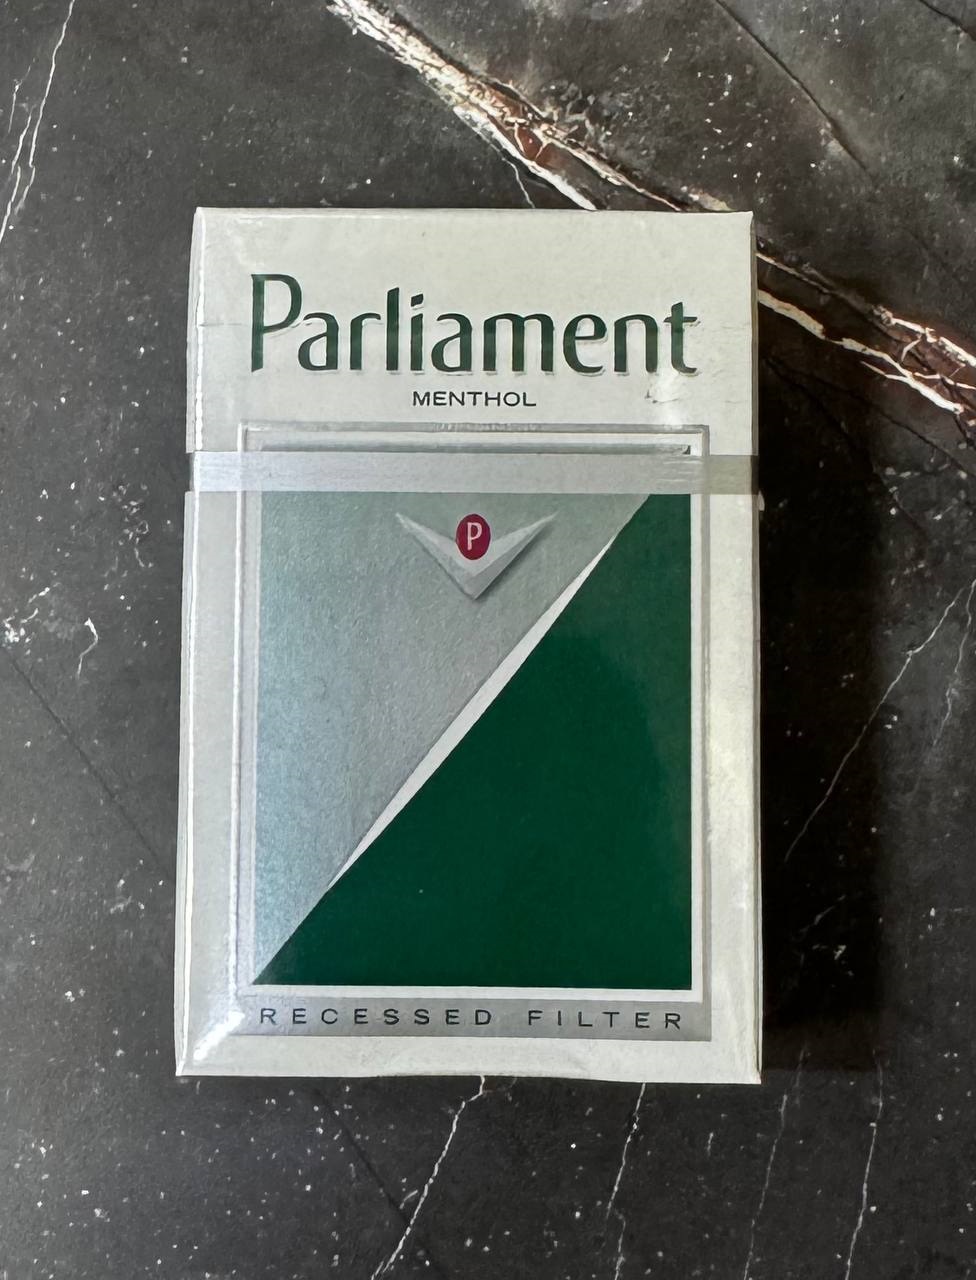 Parliament
MENTHOL
P
RECESSED FILTER